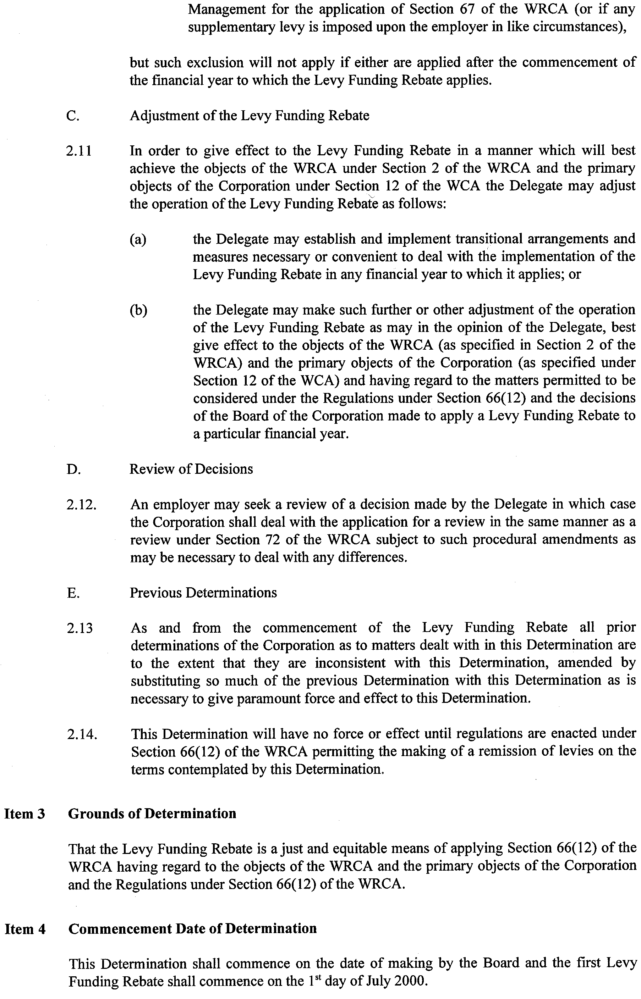 Management for the application of Section 67 of the WRCA (or if any
supplementary levy is imposed upon the employer in like circumstances),
but such exclusion will not apply if either are applied after the commencement of
the financial year to which the Levy Funding Rebate applies.
C. Adjustment of the Levy Funding Rebate
2.11 In order to give effect to the Levy Funding Rebate in a manner which will best
achieve the objects of the WRCA under Section 2 of the WRCA and the primary
objects of the Corporation under Section 12 of the WCA the Delegate may adjust
the operation of the Levy Funding Rebate as follows:
(a) the Delegate may establish and implement transitional arrangements and
measures necessary or convenient to deal with the implementation of the
Levy Funding Rebate in any financial year to which it applies; or
(b) the Delegate may make such further or other adjustment of the operation
of the Levy Funding Rebate as may in the opinion of the Delegate, best
give effect to the objects of the WRCA (as specified in Section 2 of the
WRCA) and the primary objects of the Corporation (as specified under
Section 12 of the WCA) and having regard to the matters permitted to be
considered under the Regulations under Section 66(12) and the decisions
of the Board of the Corporation made to apply a Levy Funding Rebate to
a particular financial year.
D. Review of Decisions
2.12. An employer may seek a review of a decision made by the Delegate in which case
the Corporation shall deal with the application for a review in the same manner as a
review under Section 72 of the WRCA subject to such procedural amendments as
may be necessary to deal with any differences.
E. Previous Determinations
2.13 As and from the commencement of the Levy Funding Rebate all prior
determinations of the Corporation as to matters dealt with in this Determination are
to the extent that they are inconsistent with this Determination, amended by
substituting so much of the previous Determination with this Determination as is
necessary to give paramount force and effect to this Determination.
2.14. This Determination will have no force or effect until regulations are enacted under
Section 66(12) of the WRCA permitting the making of a remission of levies on the
terms contemplated by this Determination.
Item 3 Grounds of Determination
That the Levy Funding Rebate is a just and equitable means of applying Section 66(12) of the
WRCA having regard to the objects of the WRCA and the primary objects of the Corporation
and the Regulations under Section 66(12) of the WRCA.
Item 4 Commencement Date of Determination
This Determination shall commence on the date of making by the Board and the first Levy
Funding Rebate shall commence on the 1st day of July 2000.